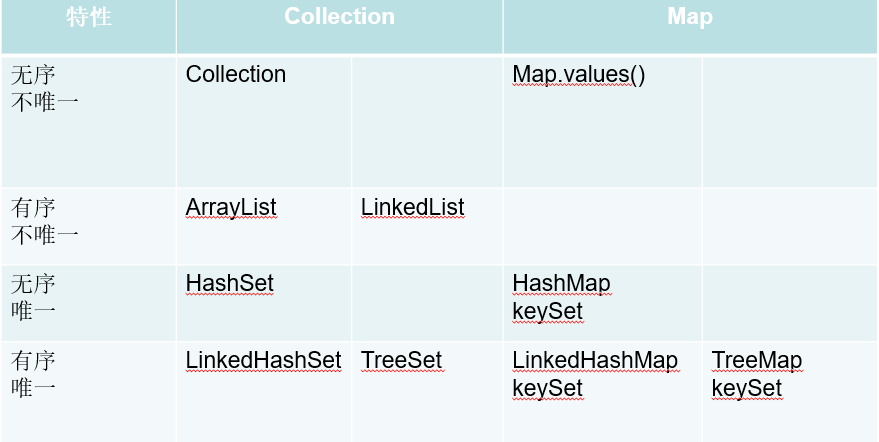 特性 Collection Map
无序 Collection Map.values()
不唯一
有序 ArrayList LinkedList
不唯一
无序 HashSet HashMap
唯一 keySet
有序 LinkedHashSet TreeSet LinkedHashMap TreeMap
唯一 keySet keySet